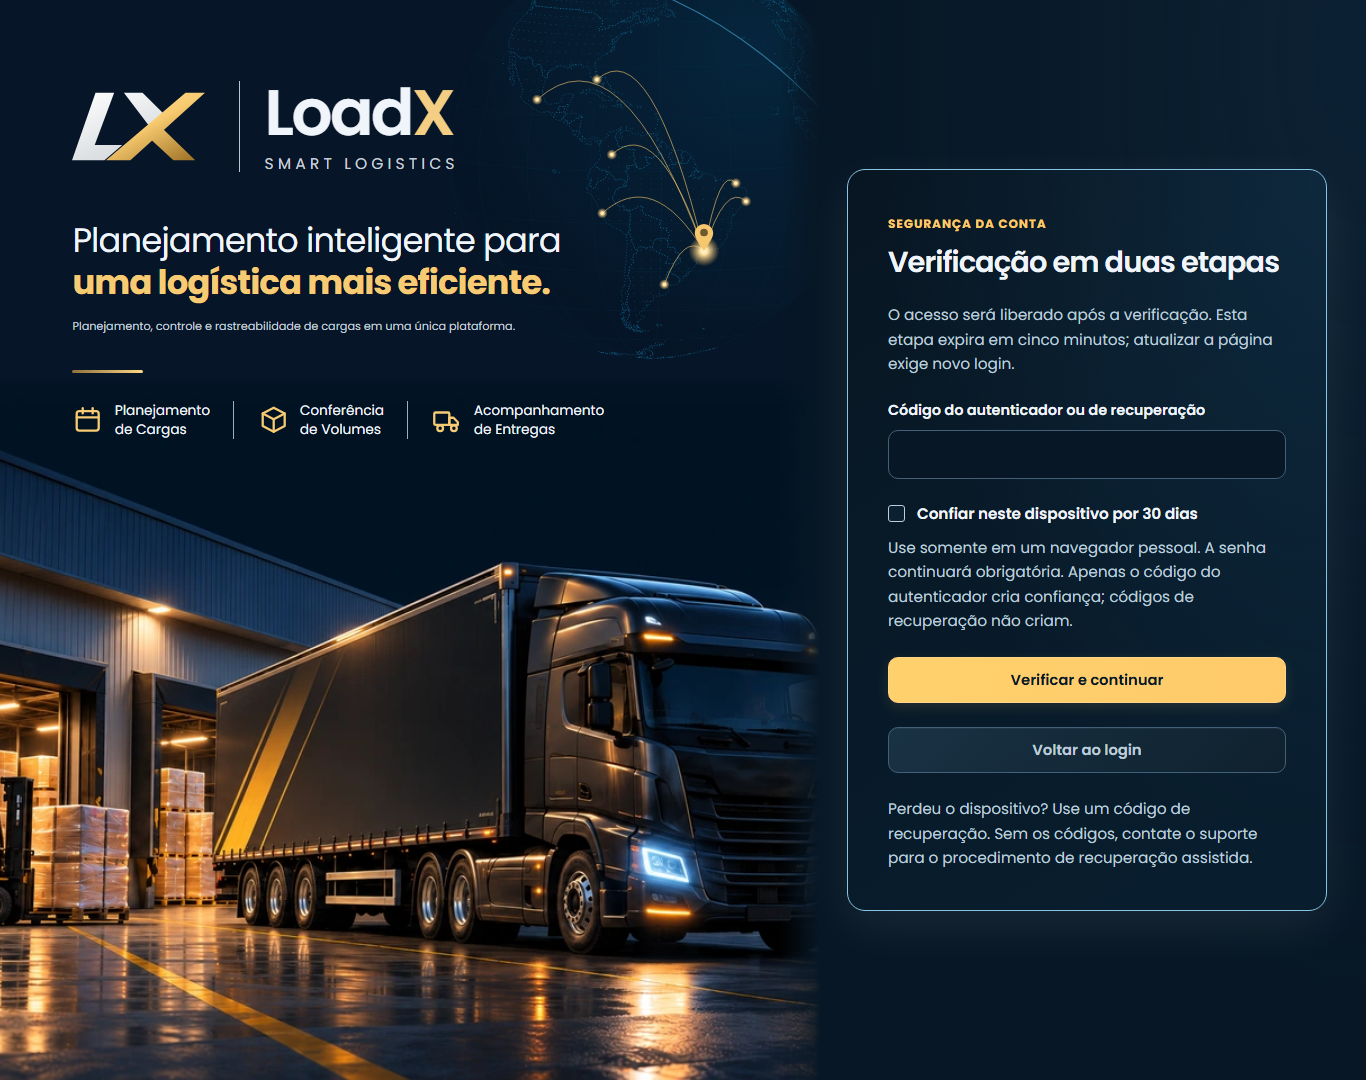 LX
LoadX
SMART LOGISTICS
Planejamento inteligente para
uma logística mais eficiente.
Planejamento, controle e rastreabilidade de cargas em uma única plataforma.
Planejamento
de Cargas
Conferência
de Volumes
Acompanhamento
de Entregas
SEGURANÇA DA CONTA
Verificação em duas etapas
O acesso será liberado após a verificação. Esta
etapa expira em cinco minutos; atualizar a página
exige novo login.
Código do autenticador ou de recuperação
Confiar neste dispositivo por 30 dias
Use somente em um navegador pessoal. A senha
continuará obrigatória. Apenas o código do
autenticador cria confiança; códigos de
recuperação não criam.
Verificar e continuar
Voltar ao login
Perdeu o dispositivo? Use um código de
recuperação. Sem os códigos, contate o suporte
para o procedimento de recuperação assistida.